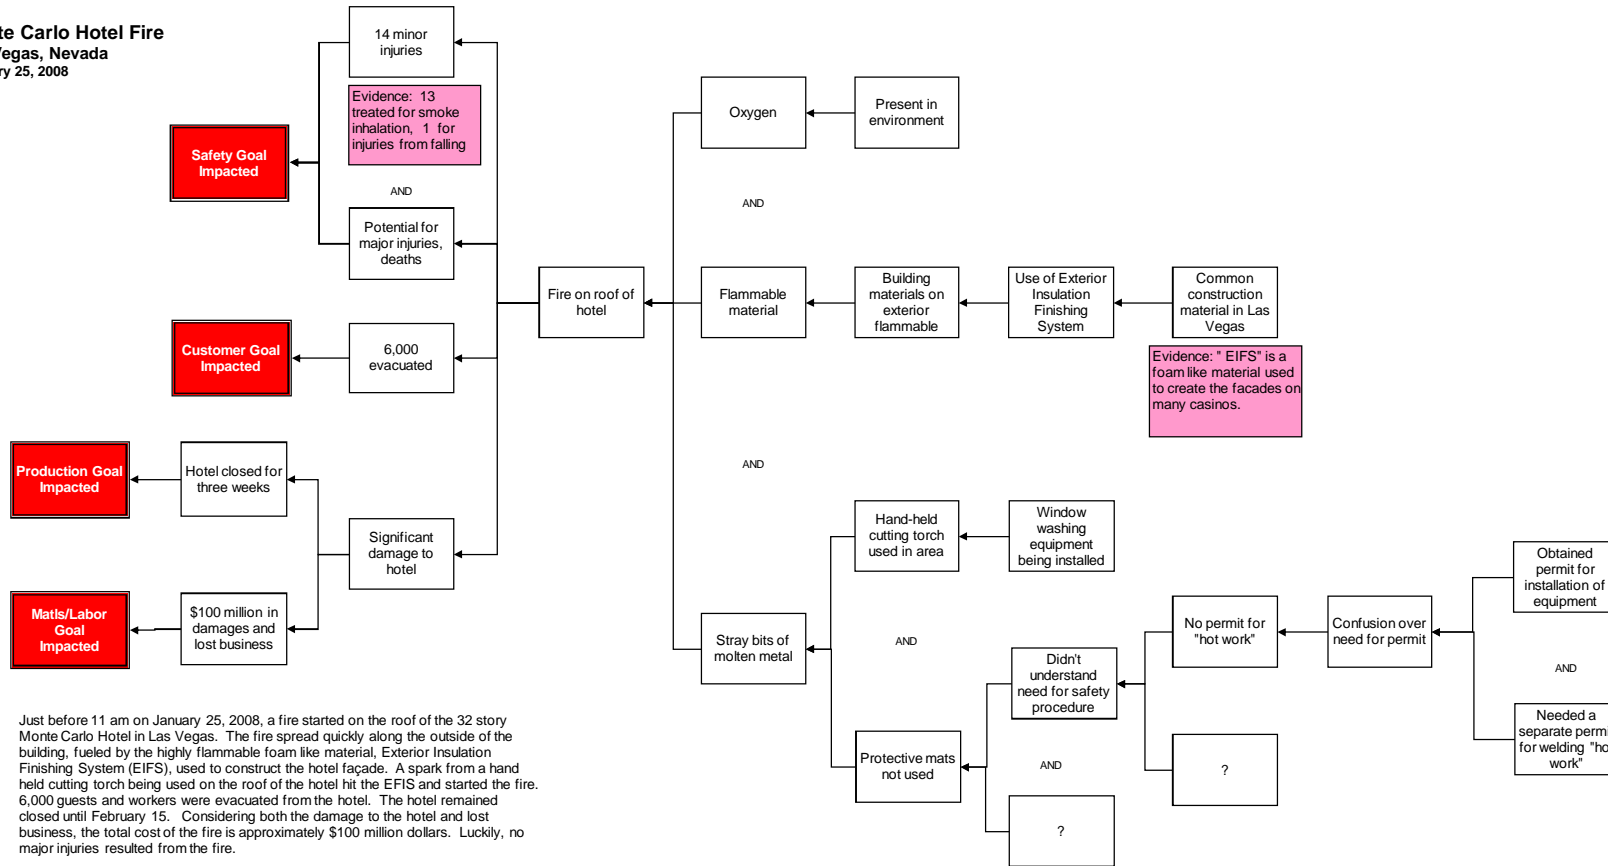 te Carlo Hotel Fire
Vegas, Nevada
ry 25, 2008
14 minor
injuries
Evidence: 13
treated for smoke
inhalation, 1 for
injuries from falling
Safety Goal
Impacted
AND
Potential for
major injuries,
deaths
Customer Goal
Impacted
6,000
evacuated
Production Goal
Impacted
Hotel closed for
three weeks
Significant
damage to
hotel
Matls/Labor
Goal
Impacted
$100 million in
damages and
lost business
Fire on roof of
hotel
Oxygen
Present in
environment
AND
Flammable
material
Building
materials on
exterior
flammable
Use of Exterior
Insulation
Finishing
System
Common
construction
material in Las
Vegas
Evidence: " EIFS" is a
foam like material used
to create the facades on
many casinos.
AND
Hand-held
cutting torch
used in area
Window
washing
equipment
being installed
Stray bits of
molten metal
AND
Didn't
understand
need for safety
procedure
No permit for
"hot work"
Confusion over
need for permit
Obtained
permit for
installation of
equipment
AND
Needed a
separate permi
for welding "ho
work"
Protective mats
not used
AND
?
?
Just before 11 am on January 25, 2008, a fire started on the roof of the 32 story
Monte Carlo Hotel in Las Vegas. The fire spread quickly along the outside of the
building, fueled by the highly flammable foam like material, Exterior Insulation
Finishing System (EIFS), used to construct the hotel façade. A spark from a hand
held cutting torch being used on the roof of the hotel hit the EFIS and started the fire.
6,000 guests and workers were evacuated from the hotel. The hotel remained
closed until February 15. Considering both the damage to the hotel and lost
business, the total cost of the fire is approximately $100 million dollars. Luckily, no
major injuries resulted from the fire.